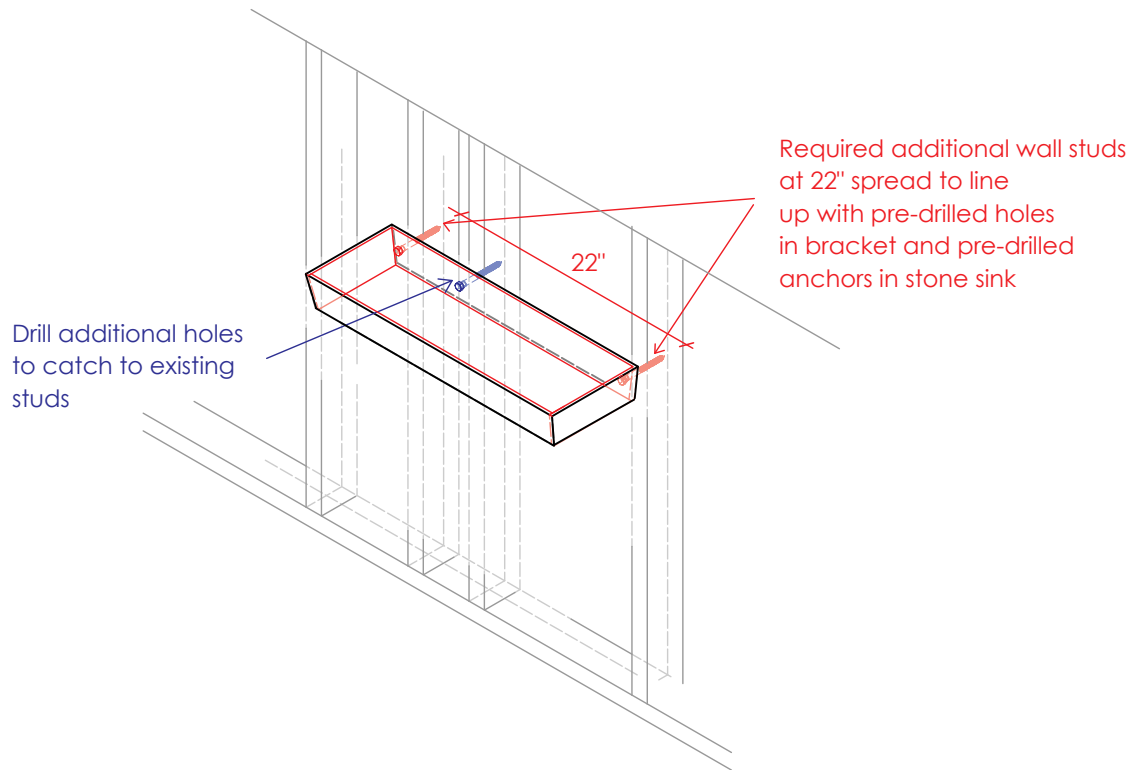 Required additional wall studs
at 22" spread to line
up with pre-drilled holes
in bracket and pre-drilled
anchors in stone sink
22"
Drill additional holes
to catch to existing
studs